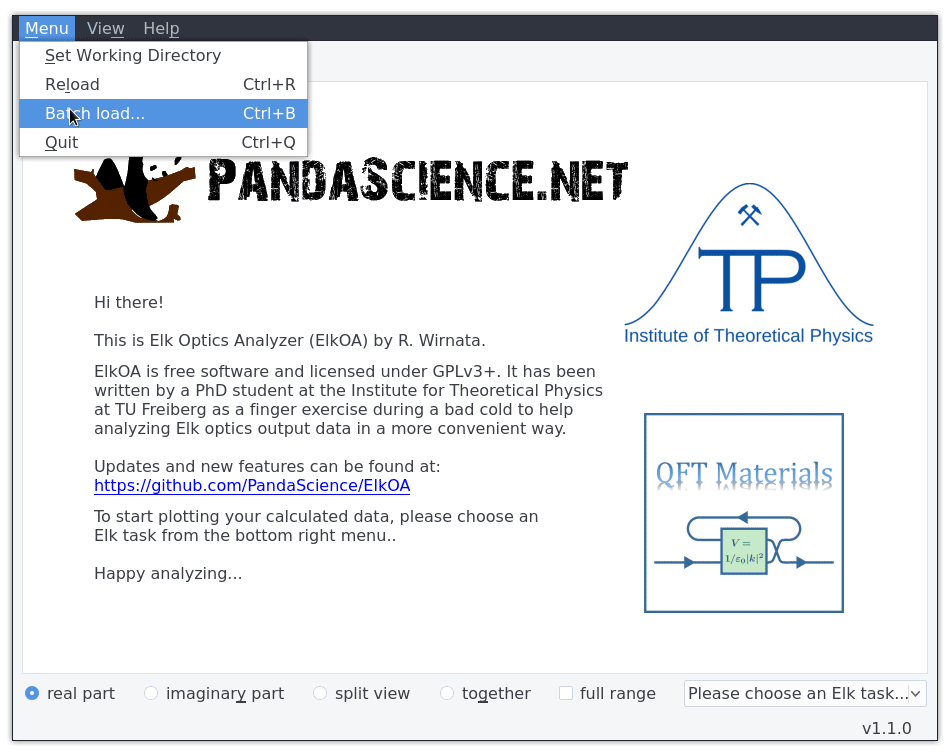 Menu View Help
Set Working Directory
Reload Ctrl+R
Batch load... Ctrl+B
Quit Ctrl+Q
PANDASCIENCE.NET
TP
Institute of Theoretical Physics
Hi there!
This is Elk Optics Analyzer (ElkOA) by R. Wirnata.
ElkOA is free software and licensed under GPLv3+. It has been
written by a PhD student at the Institute for Theoretical Physics
at TU Freiberg as a finger exercise during a bad cold to help
analyzing Elk optics output data in a more convenient way.
Updates and new features can be found at:
https://github.com/PandaScience/ElkOA
To start plotting your calculated data, please choose an
Elk task from the bottom right menu..
Happy analyzing...
QFT Materials
V =
1/ε₀|k|²
real part imaginary part split view together full range Please choose an Elk task...
v1.1.0